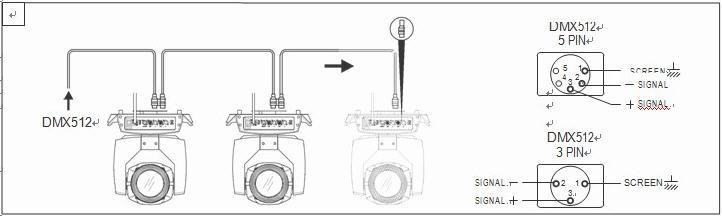 DMX512
DMX512
5 PIN
5
1
4
2
3
SCREEN
– SIGNAL
+ SIGNAL
DMX512
3 PIN
SIGNAL –
2
1
SCREEN
SIGNAL +
3